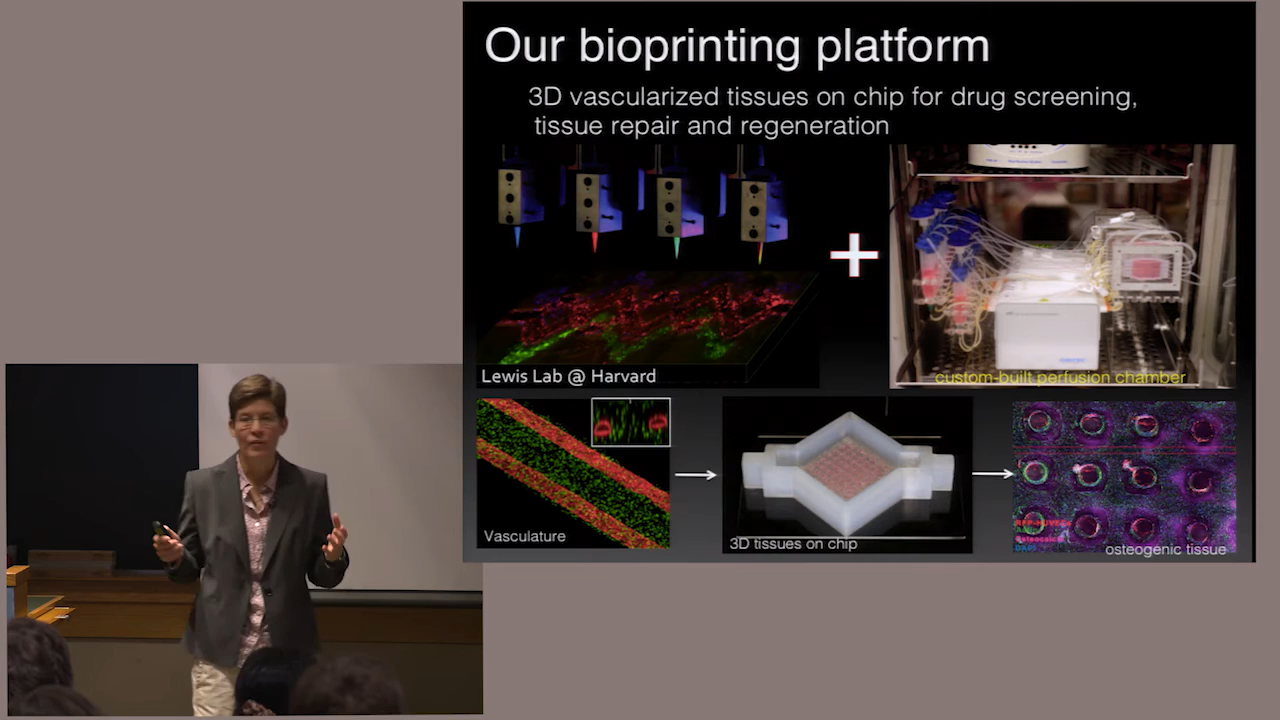 Our bioprinting platform
3D vascularized tissues on chip for drug screening,
tissue repair and regeneration
Lewis Lab @ Harvard
custom-built perfusion chamber
Vasculature
3D tissues on chip
osteogenic tissue